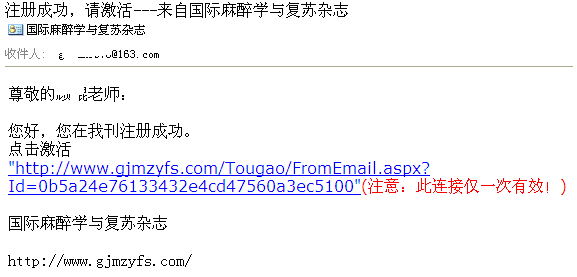 注册成功，请激活---来自国际麻醉学与复苏杂志
国际麻醉学与复苏杂志
收件人: @163.com
尊敬的 老师：
您好，您在我刊注册成功。
点击激活
"http://www.gjmzyfs.com/Tougao/FromEmail.aspx?
Id=0b5a24e76133432e4cd47560a3ec5100"(注意：此连接仅一次有效！)
国际麻醉学与复苏杂志
http://www.gjmzyfs.com/